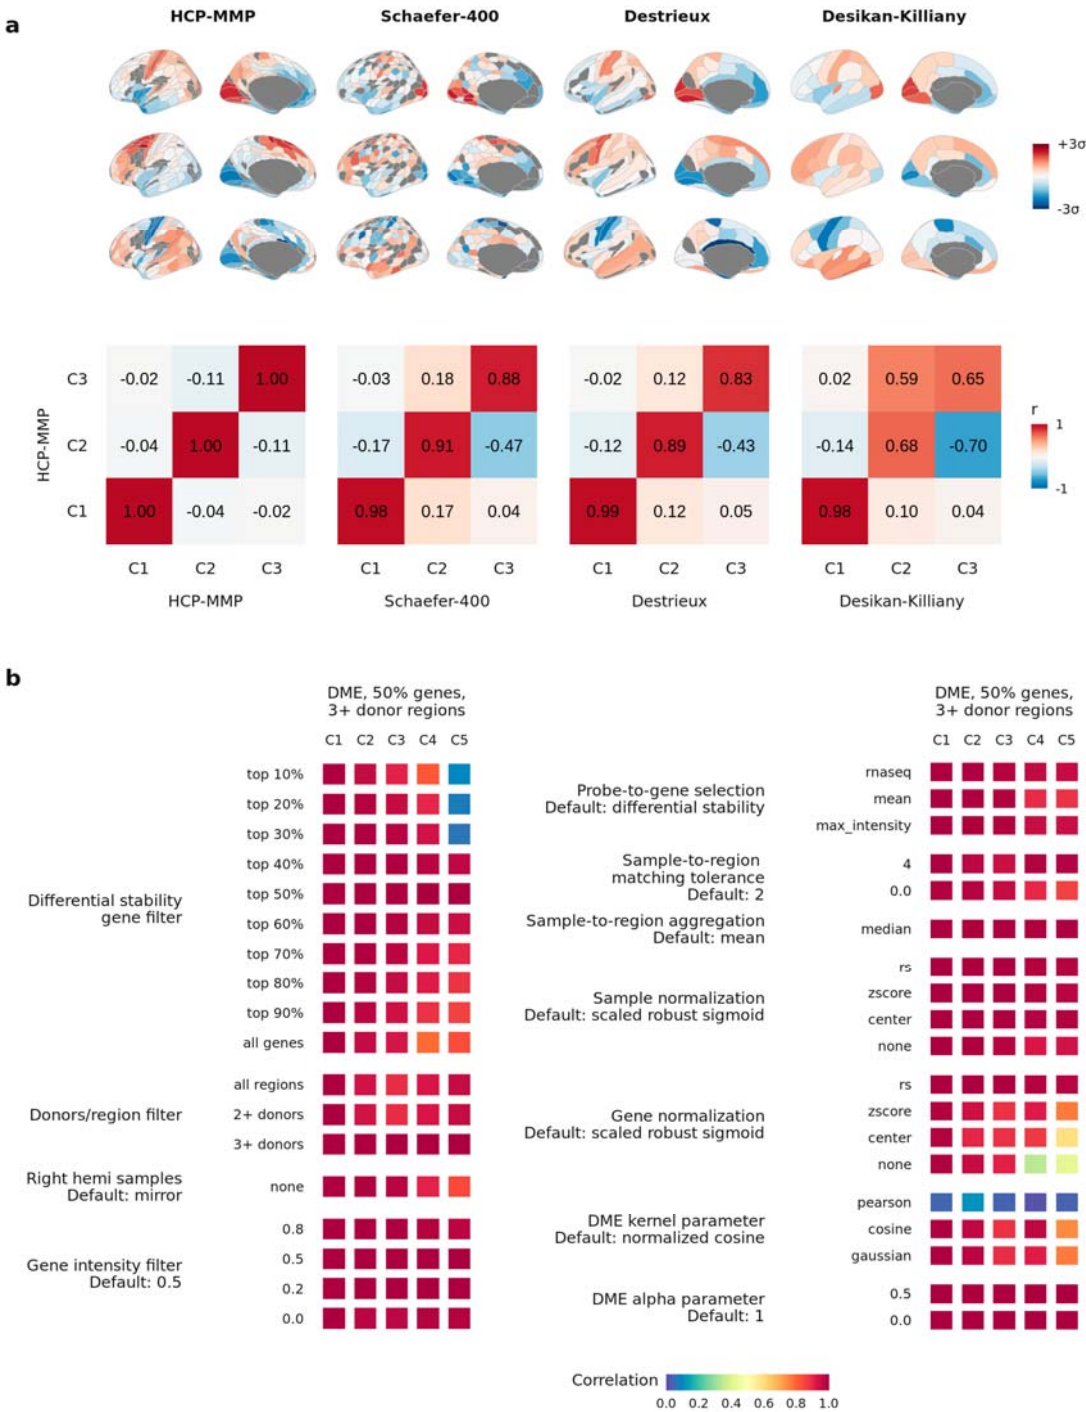 a
HCP-MMP
Schaefer-400
Destrieux
Desikan-Killiany
+3σ
-3σ
HCP-MMP
C3
-0.02 -0.11 1.00
-0.03 0.18 0.88
-0.02 0.12 0.83
0.02 0.59 0.65
C2
-0.04 1.00 -0.11
-0.17 0.91 -0.47
-0.12 0.89 -0.43
-0.14 0.68 -0.70
C1
1.00 -0.04 -0.02
0.98 0.17 0.04
0.99 0.12 0.05
0.98 0.10 0.04
r
1
-1
C1 C2 C3
C1 C2 C3
C1 C2 C3
C1 C2 C3
HCP-MMP
Schaefer-400
Destrieux
Desikan-Killiany
b
DME, 50% genes,
3+ donor regions
C1 C2 C3 C4 C5
Differential stability
gene filter
top 10%
top 20%
top 30%
top 40%
top 50%
top 60%
top 70%
top 80%
top 90%
all genes
Donors/region filter
all regions
2+ donors
3+ donors
Right hemi samples
Default: mirror
none
Gene intensity filter
Default: 0.5
0.8
0.5
0.2
0.0
DME, 50% genes,
3+ donor regions
C1 C2 C3 C4 C5
Probe-to-gene selection
Default: differential stability
rnaseq
mean
max_intensity
Sample-to-region
matching tolerance
Default: 2
4
0.0
Sample-to-region aggregation
Default: mean
median
Sample normalization
Default: scaled robust sigmoid
rs
zscore
center
none
Gene normalization
Default: scaled robust sigmoid
rs
zscore
center
none
DME kernel parameter
Default: normalized cosine
pearson
cosine
gaussian
DME alpha parameter
Default: 1
0.5
0.0
Correlation
0.0 0.2 0.4 0.6 0.8 1.0